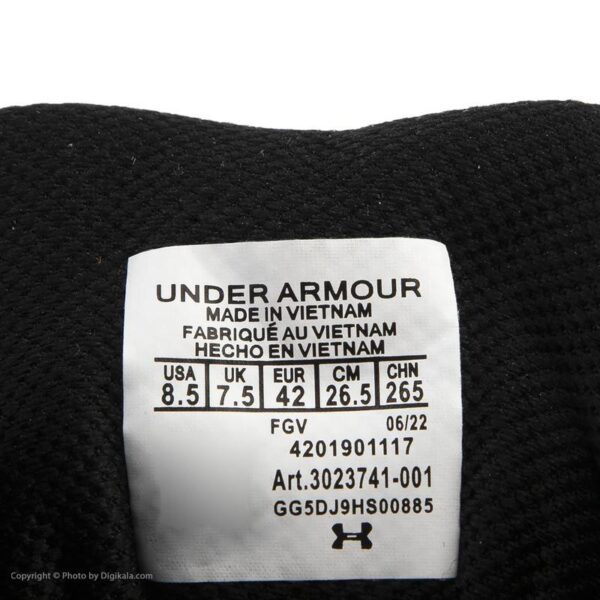 UNDER ARMOUR
MADE IN VIETNAM
FABRIQUÉ AU VIETNAM
HECHO EN VIETNAM
USA UK EUR CM CHN
8.5 7.5 42 26.5 265
FGV 06/22
4201901117
Art.3023741-001
GG5DJ9HS00885
Copyright © Photo by Digikala.com